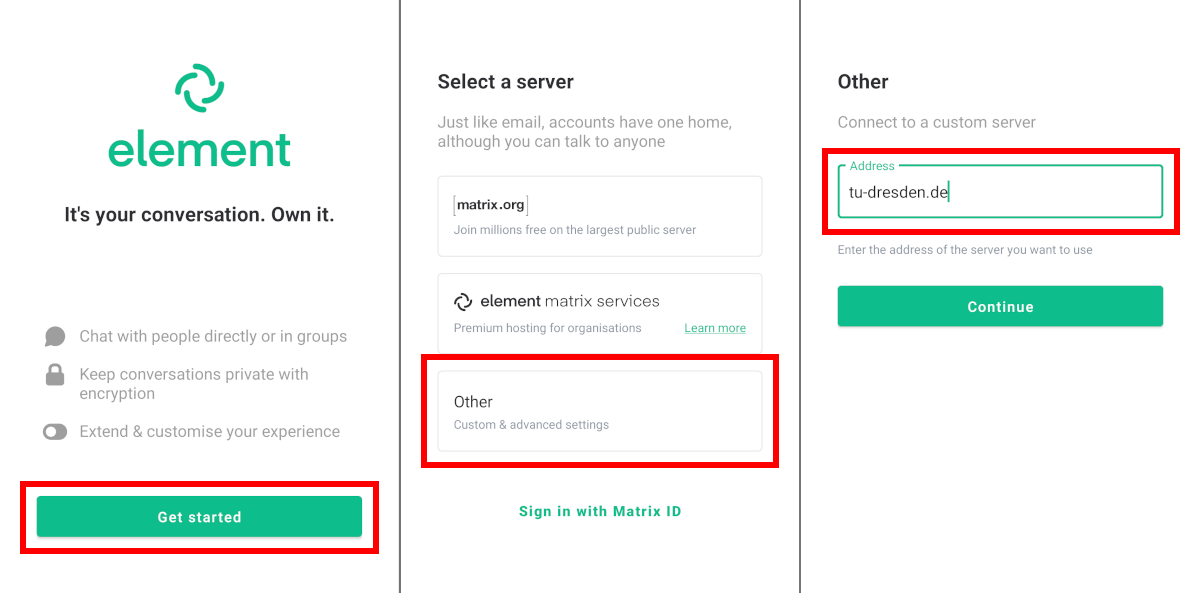 element
It's your conversation. Own it.
Chat with people directly or in groups
Keep conversations private with
encryption
Extend & customise your experience
Get started
Select a server
Just like email, accounts have one home,
although you can talk to anyone
[matrix.org]
Join millions free on the largest public server
element matrix services
Premium hosting for organisations Learn more
Other
Custom & advanced settings
Sign in with Matrix ID
Other
Connect to a custom server
Address
tu-dresden.de
Enter the address of the server you want to use
Continue